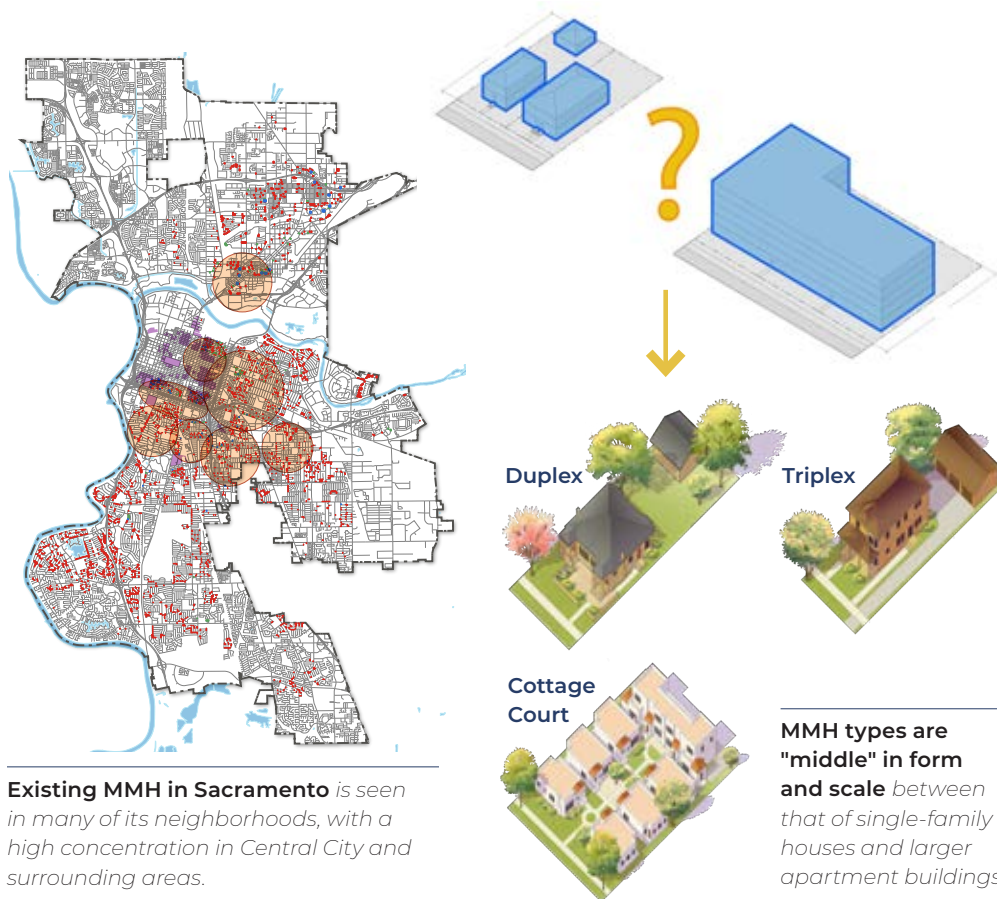 ?
Duplex
Triplex
Cottage
Court
Existing MMH in Sacramento is seen
in many of its neighborhoods, with a
high concentration in Central City and
surrounding areas.
MMH types are
"middle" in form
and scale between
that of single-family
houses and larger
apartment buildings